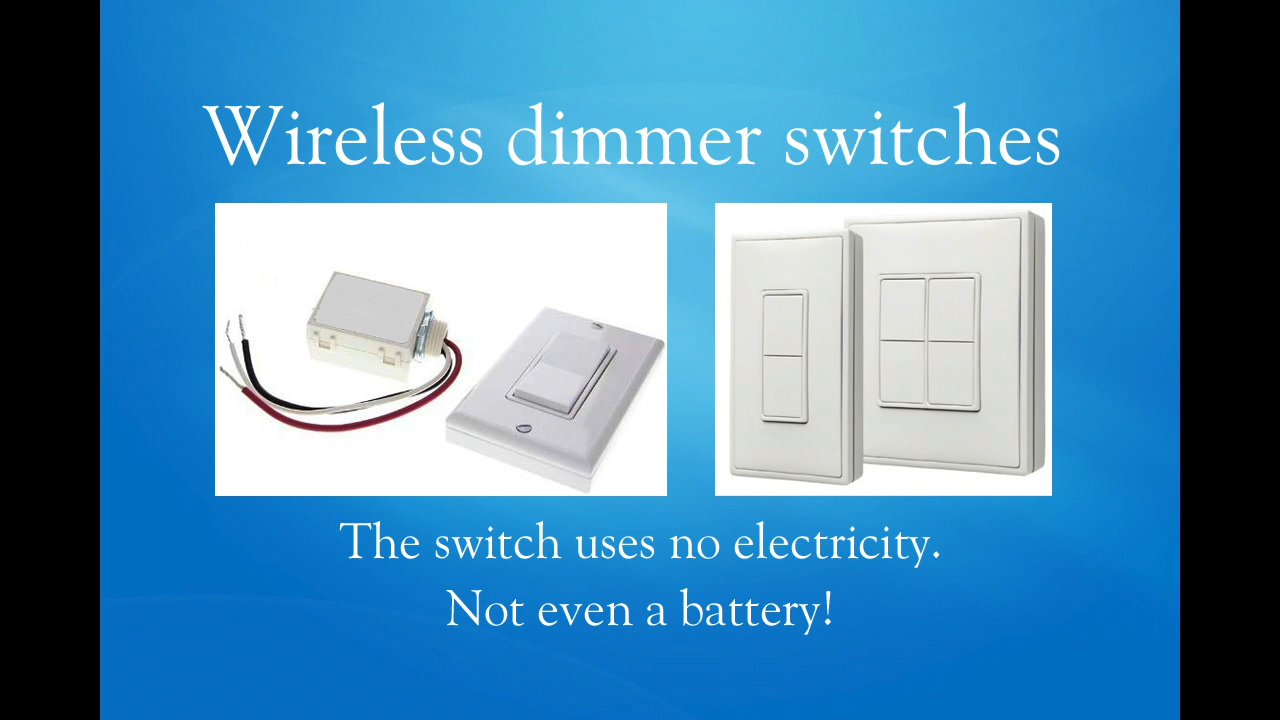 Wireless dimmer switches
The switch uses no electricity.
Not even a battery!